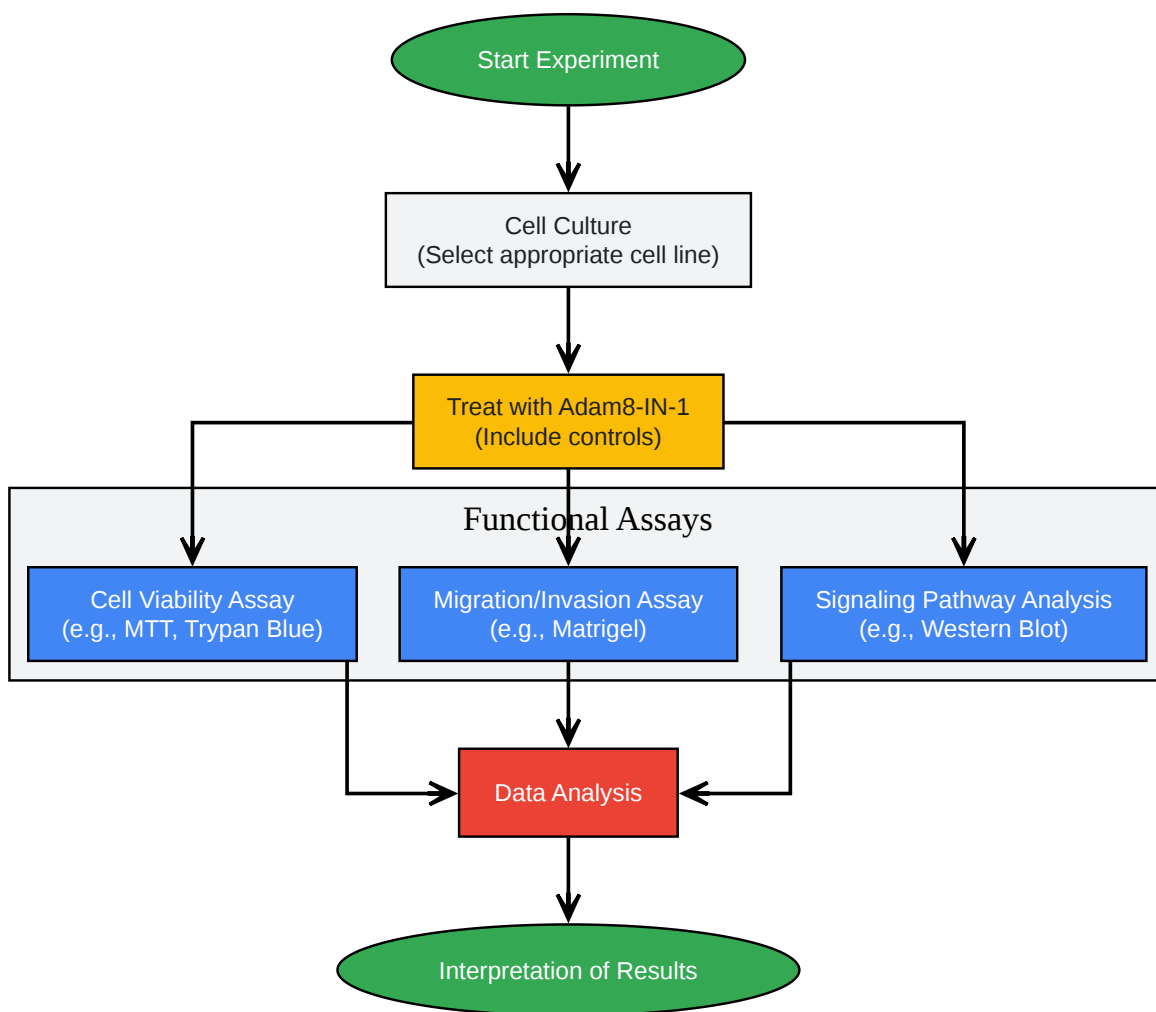 Start Experiment
Cell Culture
(Select appropriate cell line)
Treat with Adam8-IN-1
(Include controls)
Functional Assays
Cell Viability Assay
(e.g., MTT, Trypan Blue)
Migration/Invasion Assay
(e.g., Matrigel)
Signaling Pathway Analysis
(e.g., Western Blot)
Data Analysis
Interpretation of Results